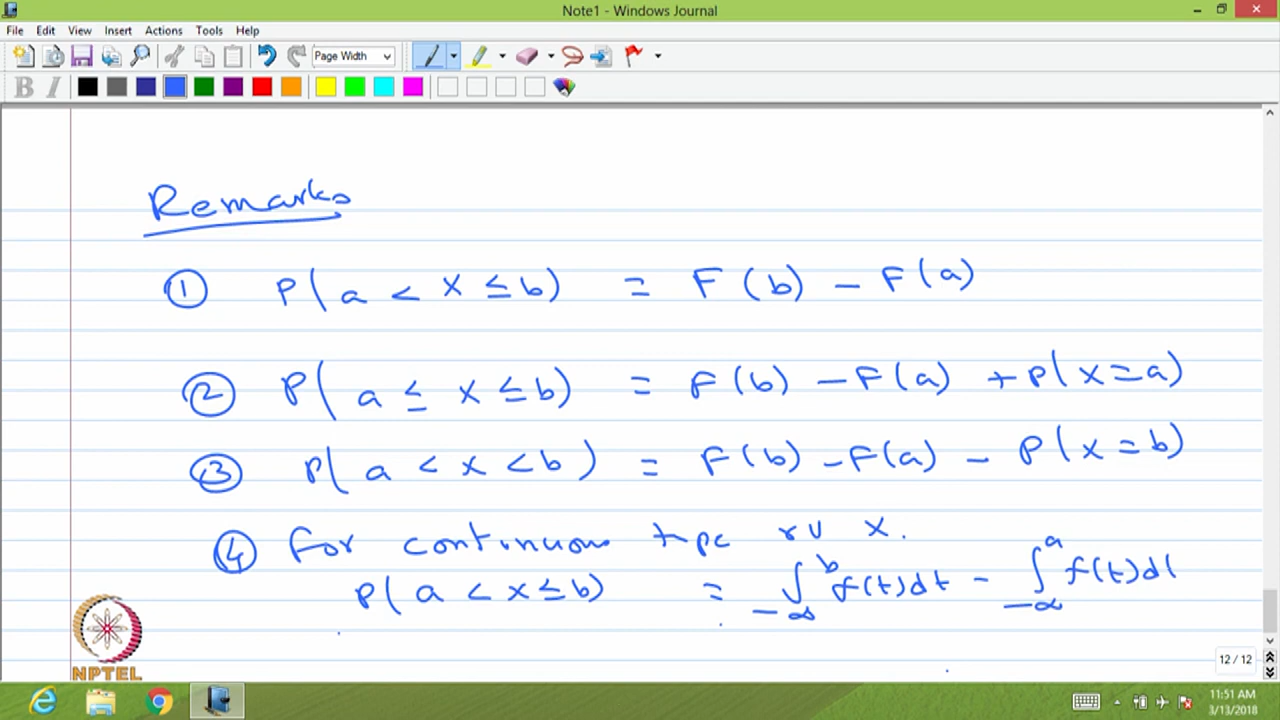 Note1 - Windows Journal
File Edit View Insert Actions Tools Help
Page Width
B I
Remarks
① P(a < X ≤ b) = F(b) - F(a)
② P(a ≤ X ≤ b) = F(b) - F(a) + P(X = a)
③ P(a < X < b) = F(b) - F(a) - P(X = b)
④ For continuous type rv X.
P(a < X ≤ b) = ∫_{-∞}^{b} f(t)dt - ∫_{-∞}^{a} f(t)dt
NPTEL
12 / 12
11:51 AM
3/13/2018